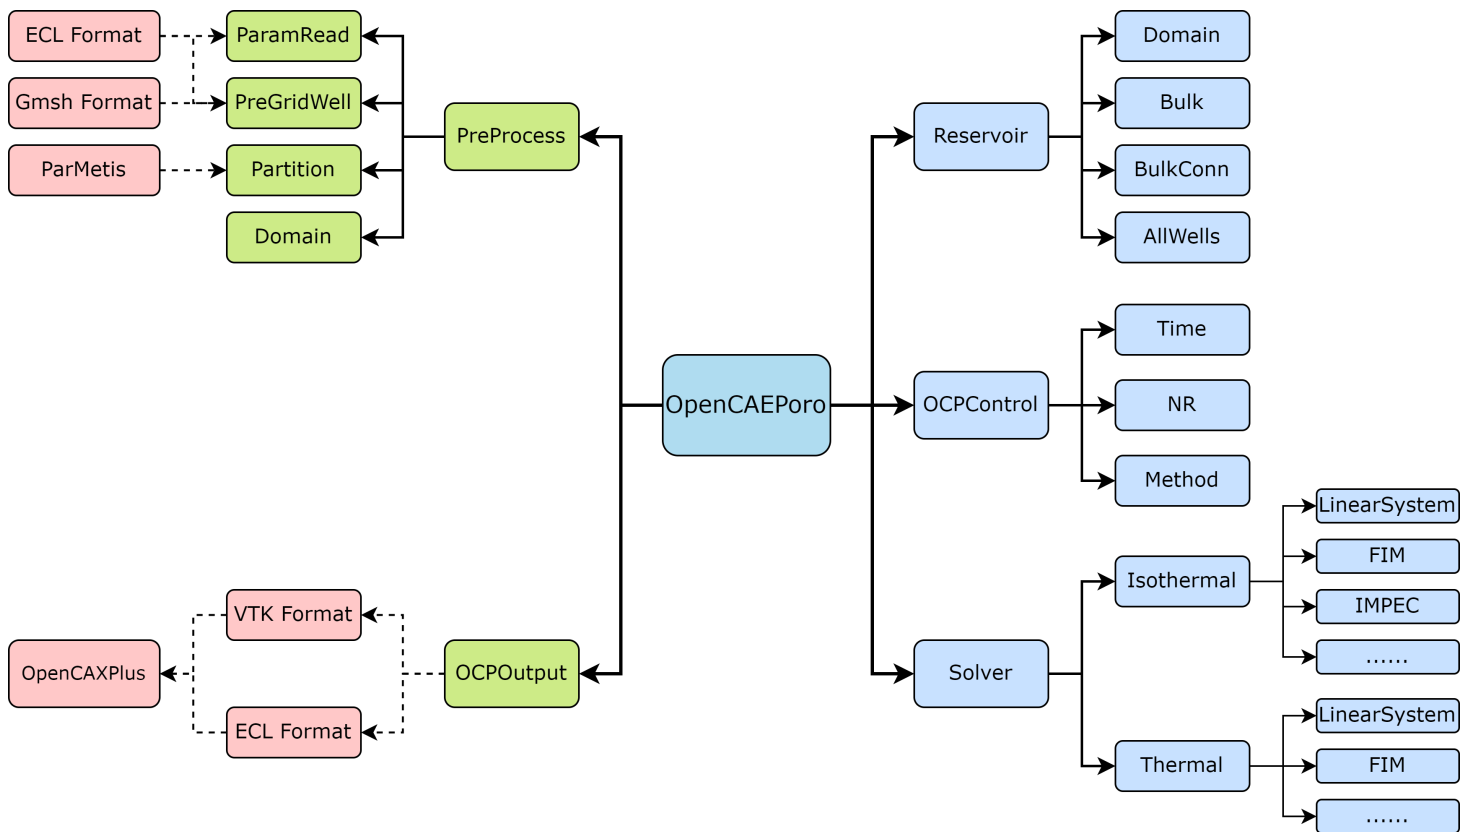 ECL Format
ParamRead
Gmsh Format
PreGridWell
ParMetis
Partition
Domain
PreProcess
OpenCAEPoro
OpenCAXPlus
VTK Format
ECL Format
OCPOutput
Reservoir
Domain
Bulk
BulkConn
AllWells
OCPControl
Time
NR
Method
Solver
Isothermal
LinearSystem
FIM
IMPEC
......
Thermal
LinearSystem
FIM
......